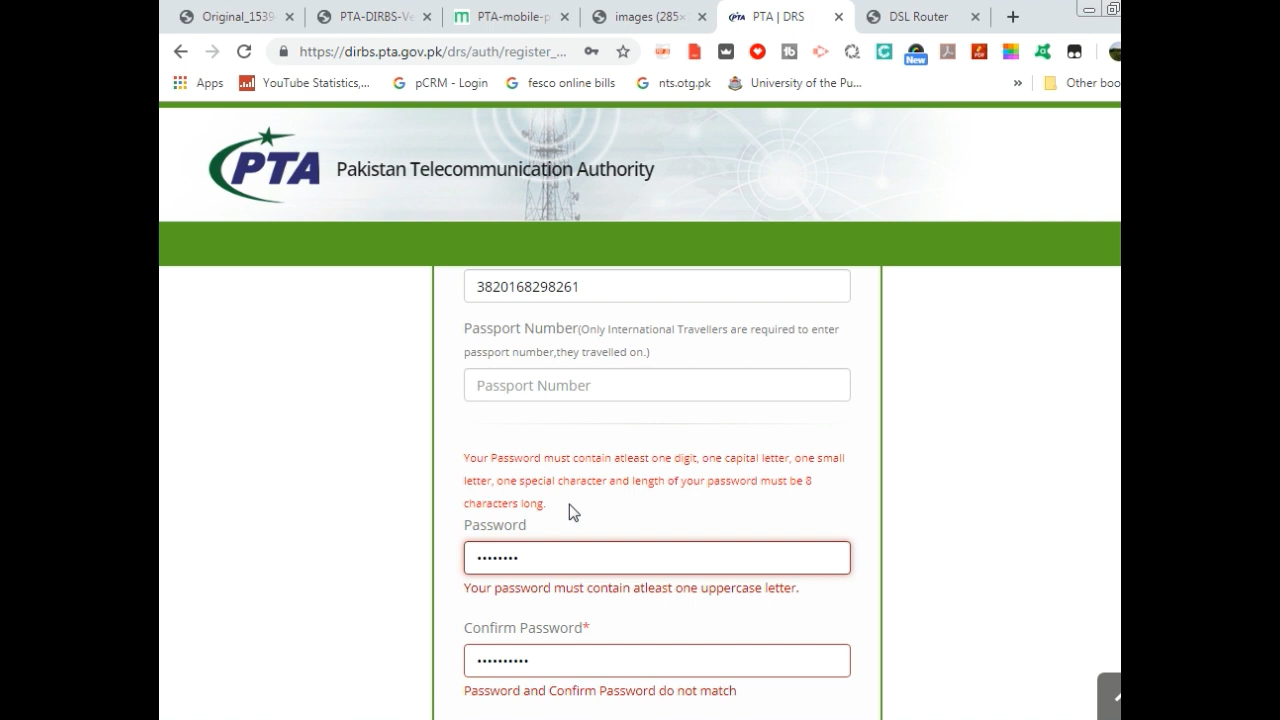 Original_1539
PTA-DIRBS-Ve
PTA-mobile-p
images (285×
PTA | DRS
DSL Router
https://dirbs.pta.gov.pk/drs/auth/register_...
New
Apps
YouTube Statistics,...
pCRM - Login
fesco online bills
nts.otg.pk
University of the Pu...
»
Other boo
PTA Pakistan Telecommunication Authority
3820168298261
Passport Number(Only International Travellers are required to enter
passport number,they travelled on.)
Passport Number
Your Password must contain atleast one digit, one capital letter, one small
letter, one special character and length of your password must be 8
characters long.
Password
••••••••
Your password must contain atleast one uppercase letter.
Confirm Password*
••••••••••
Password and Confirm Password do not match